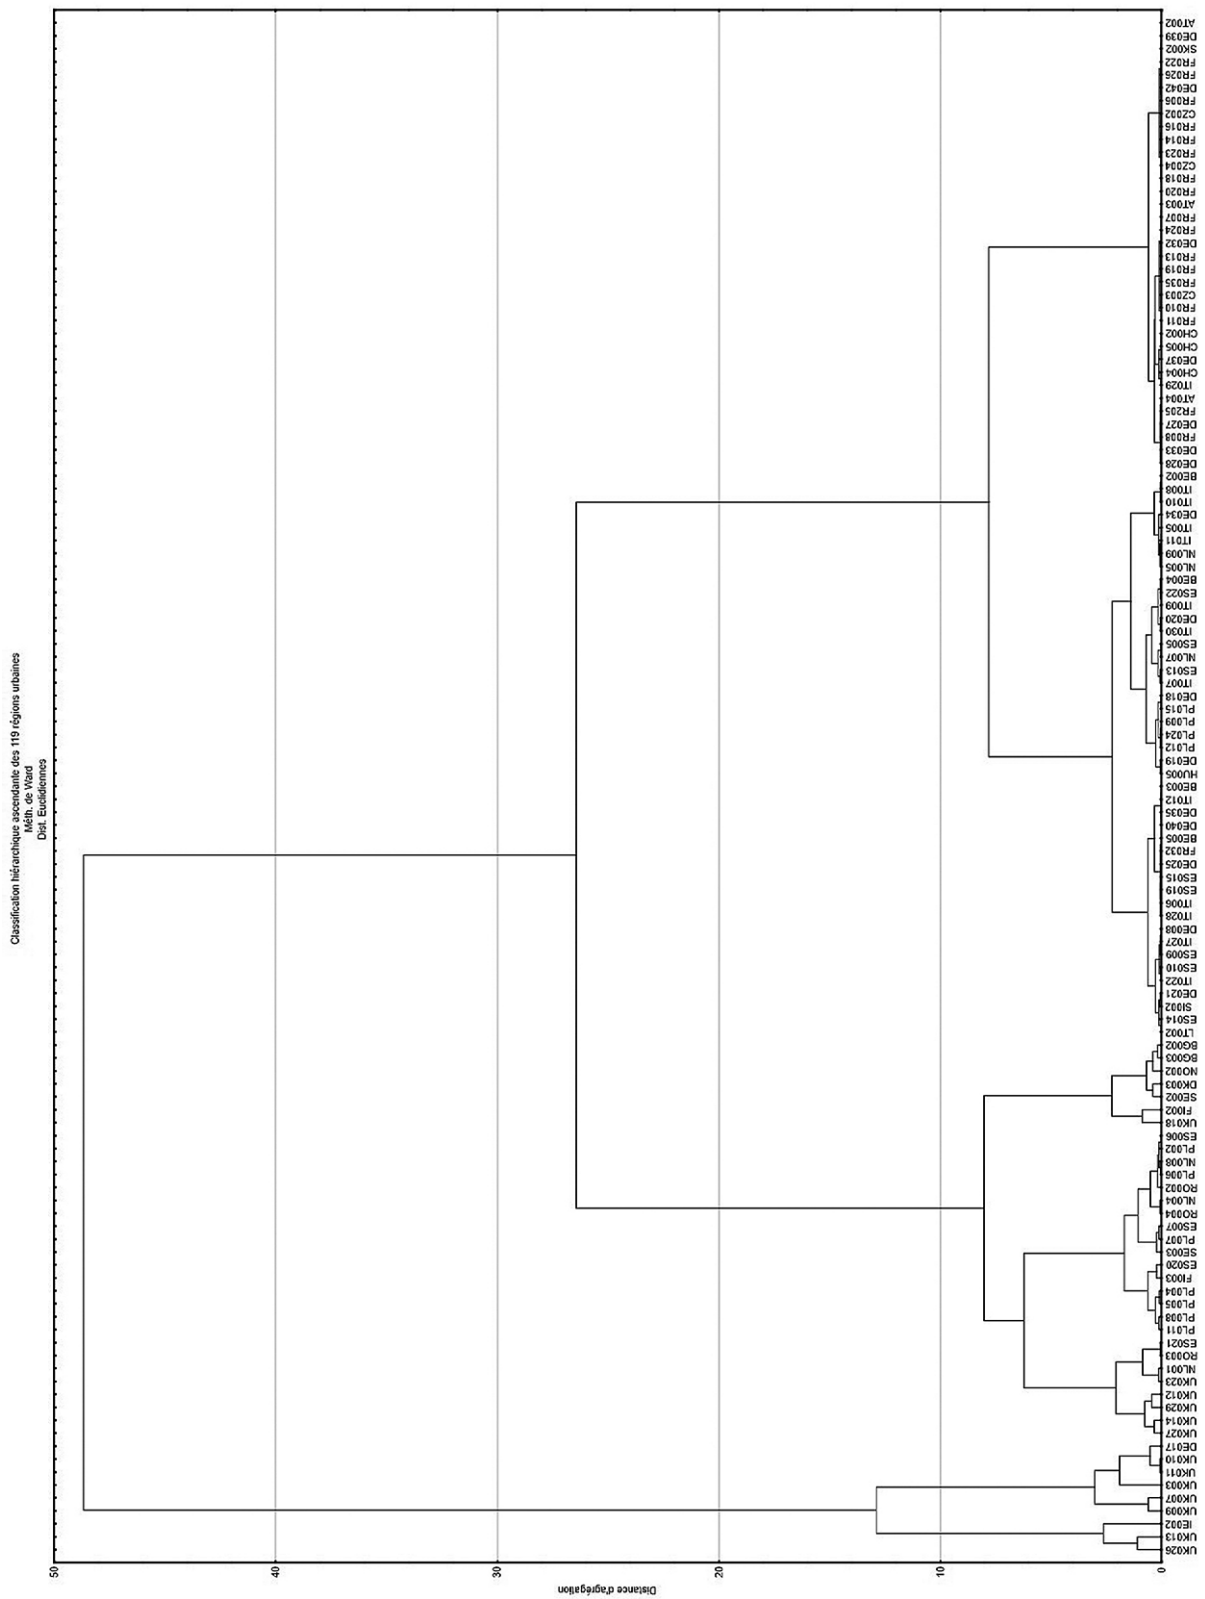 Classification hiérarchique ascendante des 119 régions urbaines
Méth. de Ward
Dist. Euclidiennes
AT002
DE039
SK002
FR022
FR026
DE042
FR006
CZ002
FR016
FR014
FR023
CZ004
FR018
FR020
AT003
FR007
FR024
DE032
FR013
FR019
FR035
CZ003
FR010
FR011
CH002
CH005
DE037
CH004
IT029
AT004
FR205
DE027
FR008
DE033
DE028
BE002
IT008
IT010
DE034
IT005
IT011
NL009
NL005
BE004
ES022
IT009
DE020
IT030
ES005
NL007
ES013
IT007
DE018
PL015
PL009
PL024
PL012
DE019
HU005
BE003
IT012
DE035
DE040
BE005
FR032
DE025
ES015
ES019
IT006
IT028
DE008
IT027
ES009
ES010
IT022
DE021
SI002
ES014
LT002
BG002
BG003
NO002
DK003
SE002
FI002
UK018
ES006
PL002
NL008
PL006
RO002
NL004
RO004
ES007
PL007
SE003
ES020
FI003
PL004
PL005
PL008
PL011
ES021
RO003
NL001
UK023
UK012
UK029
UK014
UK027
DE017
UK010
UK011
UK003
UK007
UK009
IE002
UK013
UK026
50
40
30
20
10
0
Distance d'agrégation